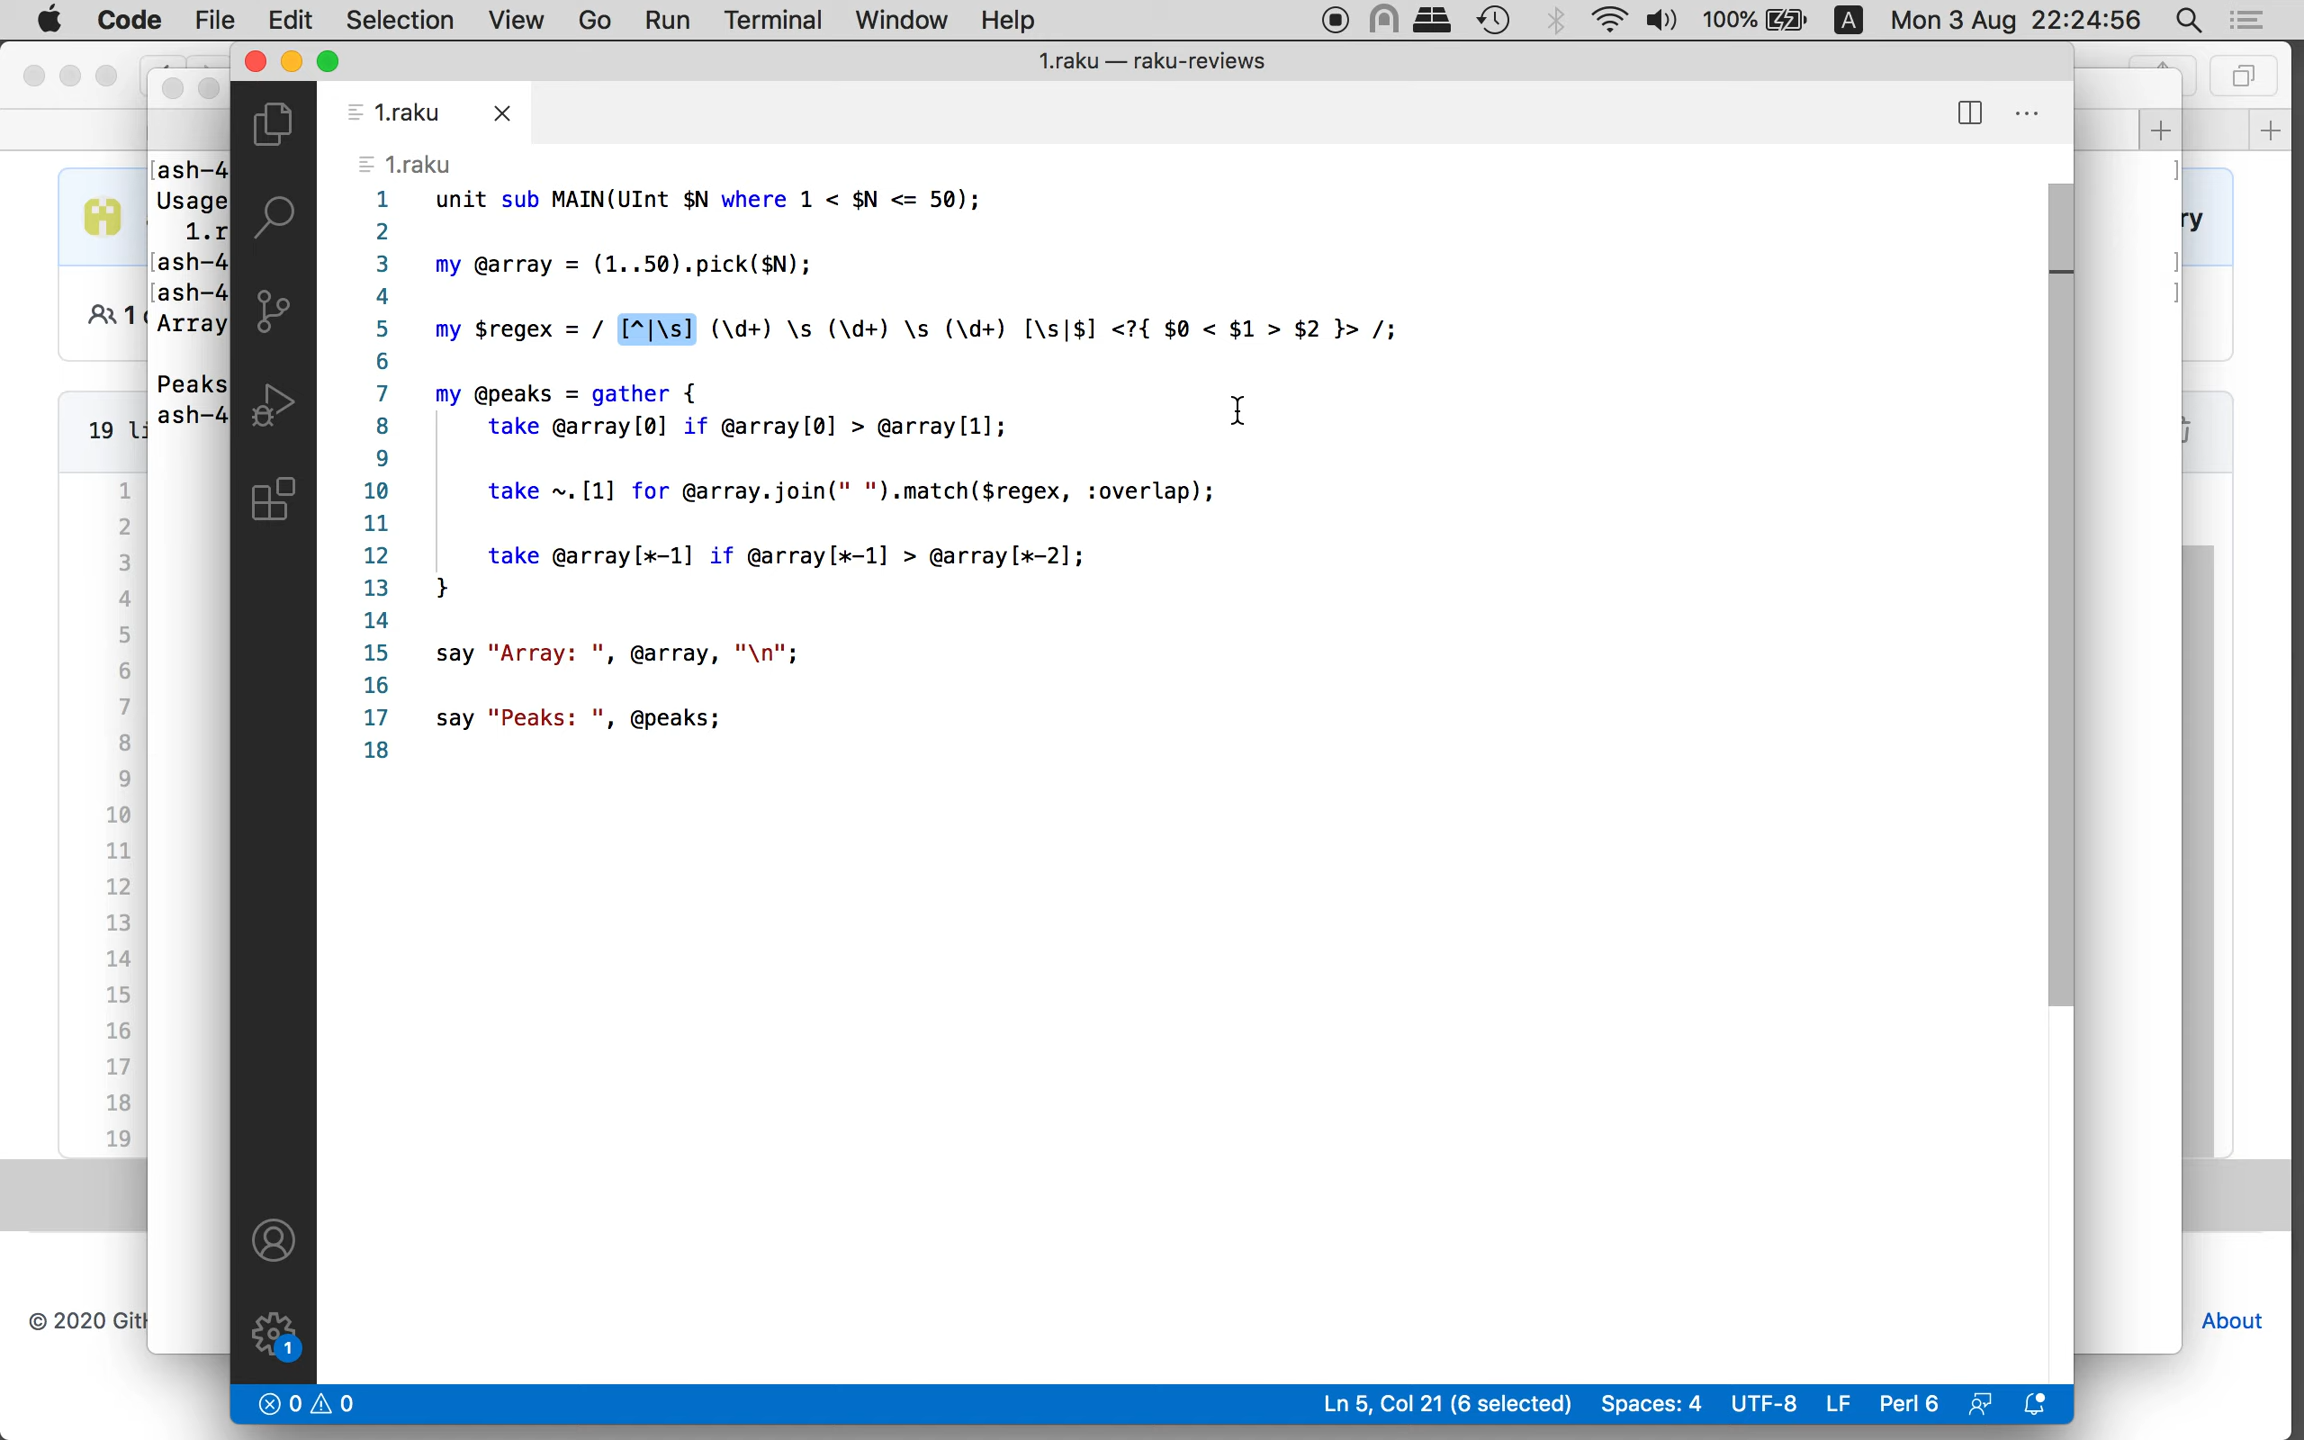 Code File Edit Selection View Go Run Terminal Window Help 100% A Mon 3 Aug 22:24:56
1.raku — raku-reviews
1.raku
1.raku
1 unit sub MAIN(UInt $N where 1 < $N <= 50);
2
3 my @array = (1..50).pick($N);
4
5 my $regex = / [^|\s] (\d+) \s (\d+) \s (\d+) [\s|$] <?{ $0 < $1 > $2 }> /;
6
7 my @peaks = gather {
8 take @array[0] if @array[0] > @array[1];
9
10 take ~.[1] for @array.join(" ").match($regex, :overlap);
11
12 take @array[*-1] if @array[*-1] > @array[*-2];
13 }
14
15 say "Array: ", @array, "\n";
16
17 say "Peaks: ", @peaks;
18
0 0 Ln 5, Col 21 (6 selected) Spaces: 4 UTF-8 LF Perl 6
1
[ash-4
Usage
1.r
[ash-4
[ash-4
Array
Peaks
ash-4
]
]
]
ry
1
19 li
1
2
3
4
5
6
7
8
9
10
11
12
13
14
15
16
17
18
19
© 2020 GitH
About